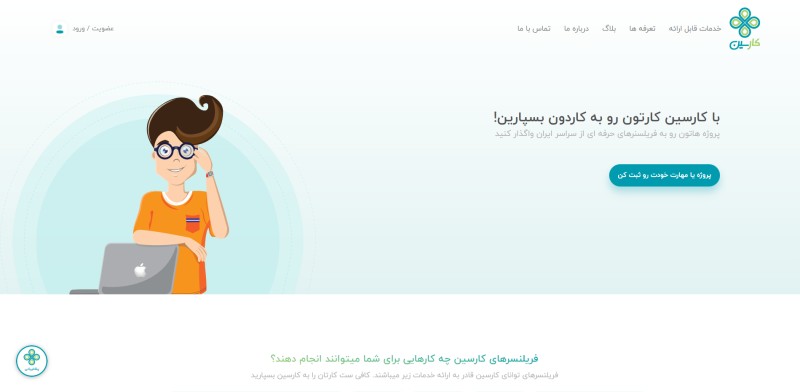 کارسین
خدمات قابل ارائه
تعرفه ها
بلاگ
درباره ما
تماس با ما
عضویت / ورود
با کارسین کارتون رو به کاردون بسپارین!
پروژه هاتون رو به فریلنسرهای حرفه ای از سراسر ایران واگذار کنید
پروژه یا مهارت خودت رو ثبت کن
فریلنسرهای کارسین چه کارهایی برای شما میتوانند انجام دهند؟
فریلنسرهای توانای کارسین قادر به ارائه خدمات زیر میباشند. کافی ست کارتان را به کارسین بسپارید